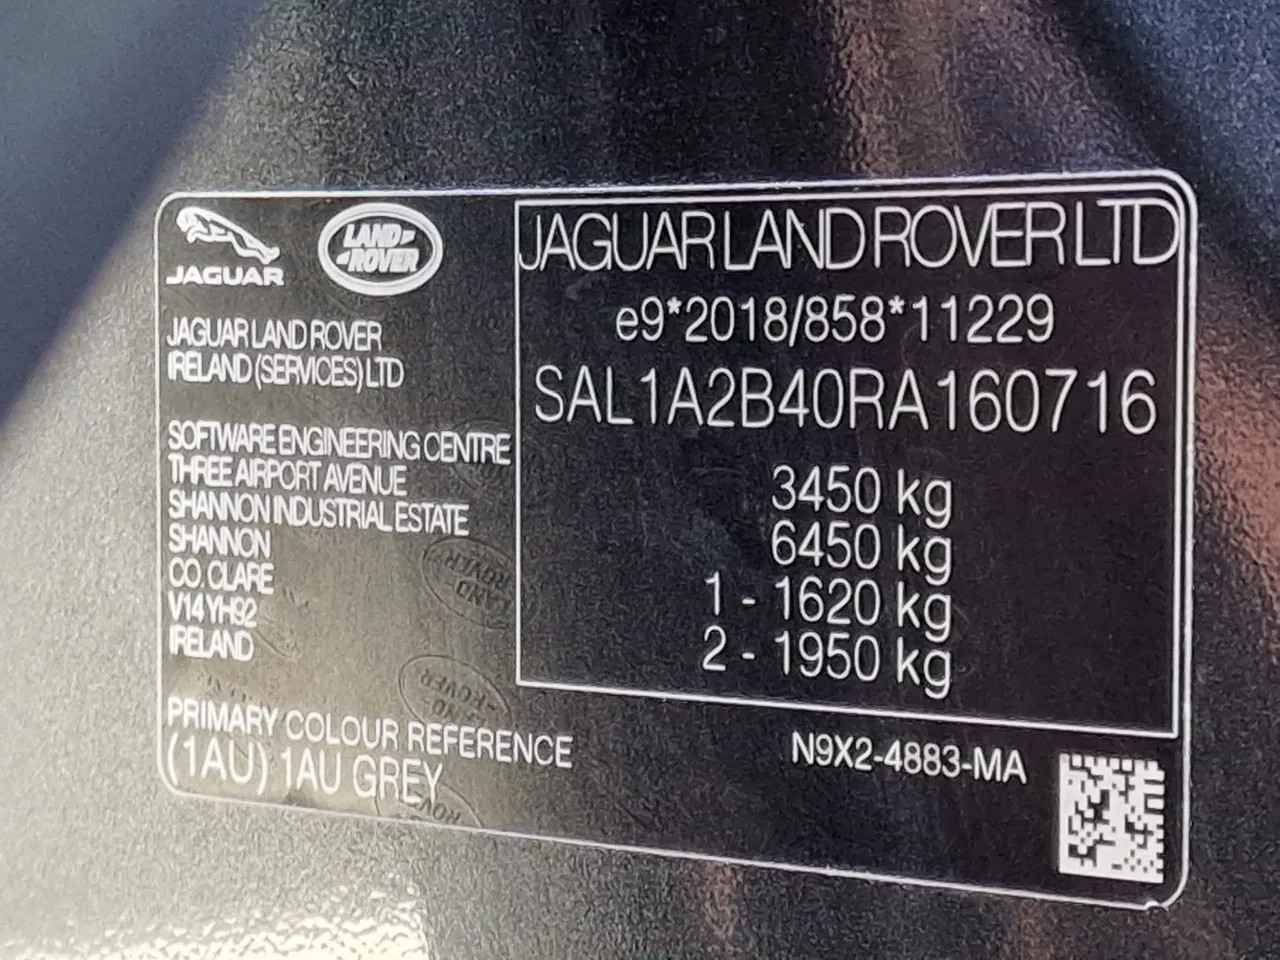 JAGUAR
LAND
ROVER
JAGUAR LAND ROVER
IRELAND (SERVICES) LTD
SOFTWARE ENGINEERING CENTRE
THREE AIRPORT AVENUE
SHANNON INDUSTRIAL ESTATE
SHANNON
CO. CLARE
V14 YH92
IRELAND
PRIMARY COLOUR REFERENCE
(1AU) 1AU GREY
JAGUAR LAND ROVER LTD
e9*2018/858*11229
SAL1A2B40RA160716
3450 kg
6450 kg
1 - 1620 kg
2 - 1950 kg
N9X2-4883-MA
LAND
ROVER